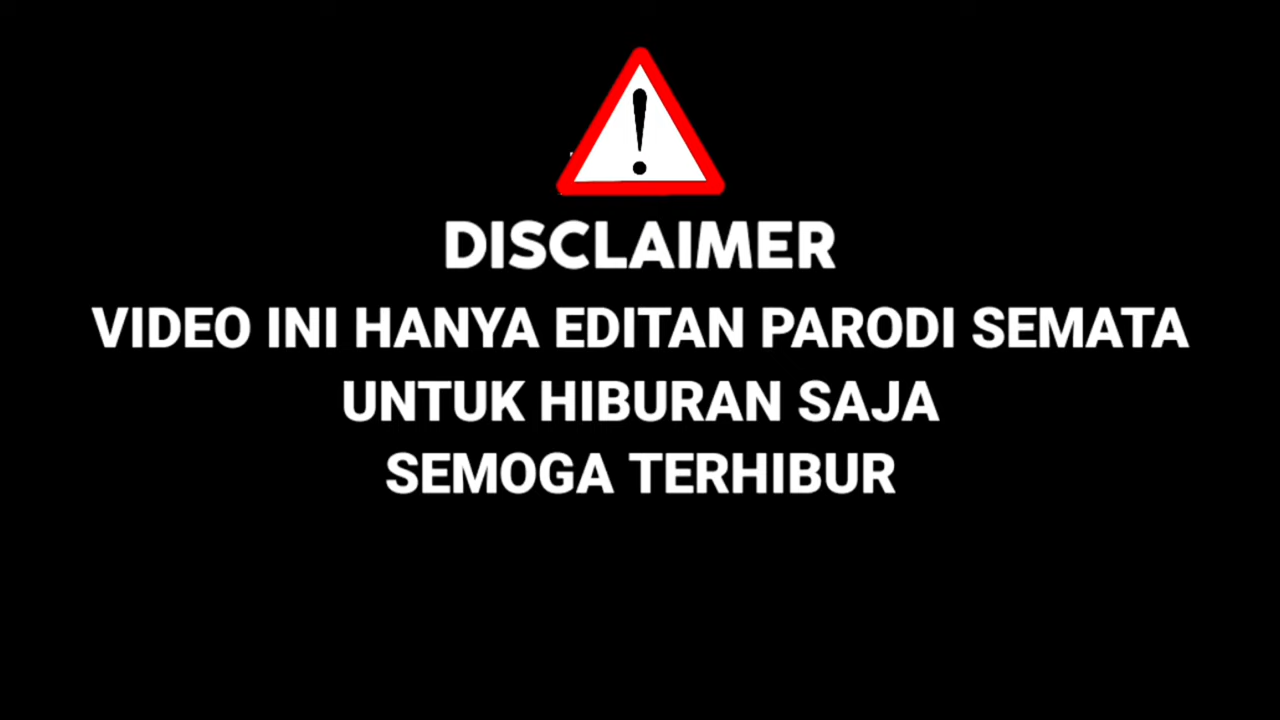 DISCLAIMER
VIDEO INI HANYA EDITAN PARODI SEMATA
UNTUK HIBURAN SAJA
SEMOGA TERHIBUR